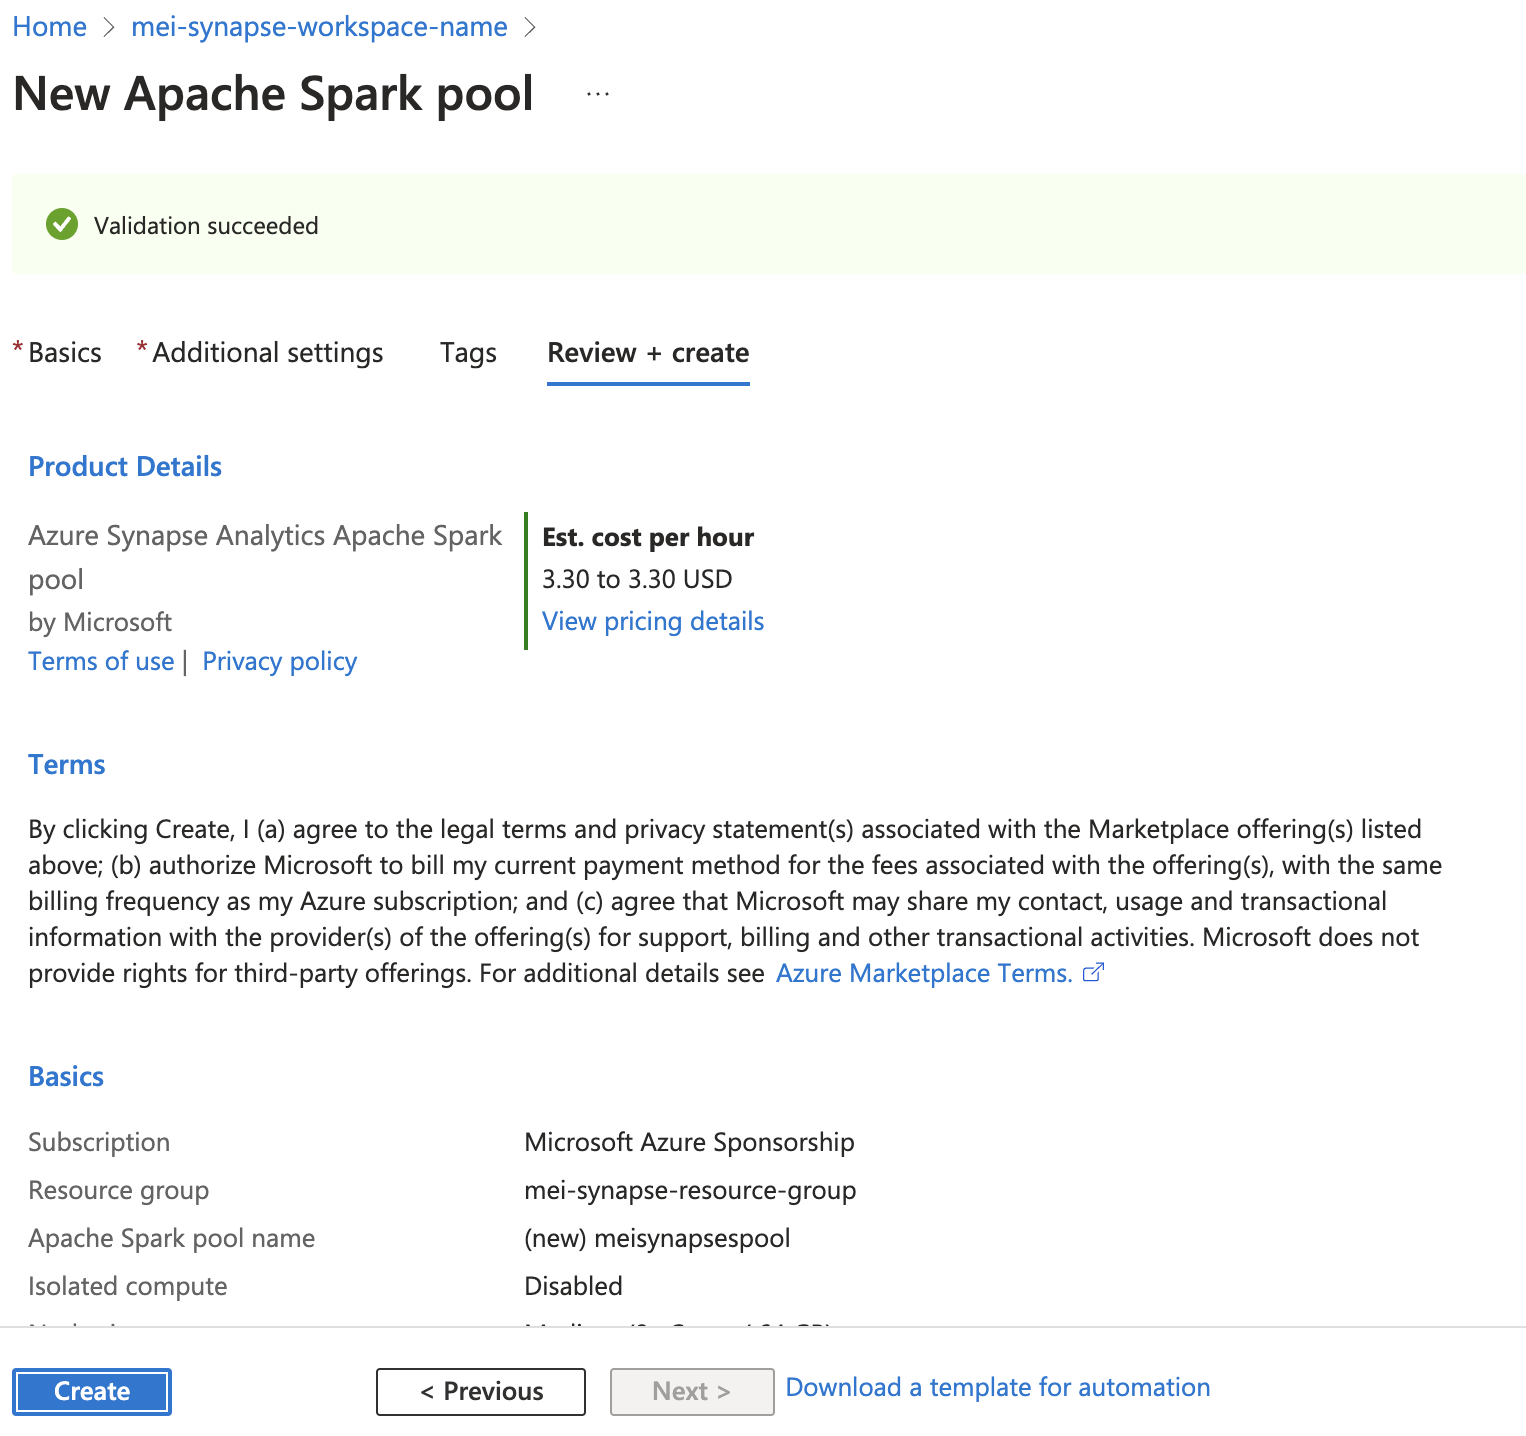 Home > mei-synapse-workspace-name >
New Apache Spark pool ...
Validation succeeded
* Basics * Additional settings Tags Review + create
Product Details
Azure Synapse Analytics Apache Spark
pool
by Microsoft
Terms of use | Privacy policy
Est. cost per hour
3.30 to 3.30 USD
View pricing details
Terms
By clicking Create, I (a) agree to the legal terms and privacy statement(s) associated with the Marketplace offering(s) listed
above; (b) authorize Microsoft to bill my current payment method for the fees associated with the offering(s), with the same
billing frequency as my Azure subscription; and (c) agree that Microsoft may share my contact, usage and transactional
information with the provider(s) of the offering(s) for support, billing and other transactional activities. Microsoft does not
provide rights for third-party offerings. For additional details see Azure Marketplace Terms.
Basics
Subscription Microsoft Azure Sponsorship
Resource group mei-synapse-resource-group
Apache Spark pool name (new) meisynapsespool
Isolated compute Disabled
Create < Previous Next > Download a template for automation